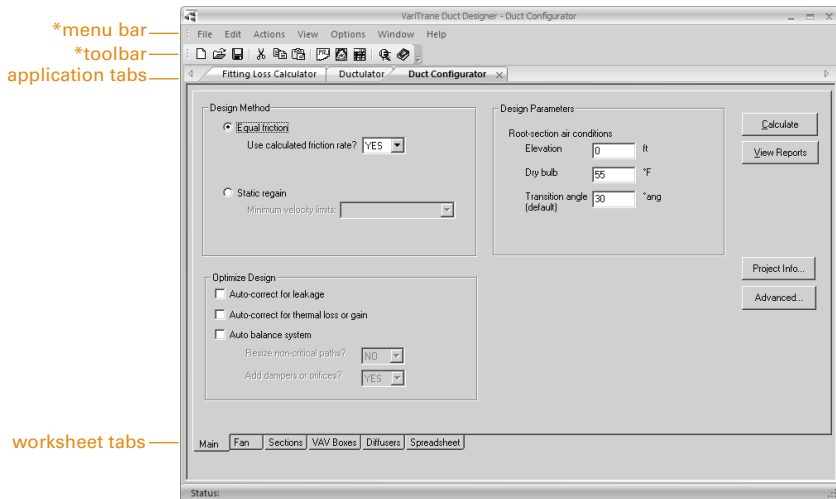 VariTrane Duct Designer - Duct Configurator
*menu bar
File Edit Actions View Options Window Help
*toolbar
application tabs
Fitting Loss Calculator Ductulator Duct Configurator
Design Method
Equal friction
Use calculated friction rate? YES
Static regain
Minimum velocity limits:
Design Parameters
Root-section air conditions
Elevation 0 ft
Dry bulb 55 °F
Transition angle (default) 30 °ang
Calculate
View Reports
Project Info...
Advanced...
Optimize Design
Auto-correct for leakage
Auto-correct for thermal loss or gain
Auto balance system
Resize non-critical paths? NO
Add dampers or orifices? YES
worksheet tabs
Main Fan Sections VAV Boxes Diffusers Spreadsheet
Status: